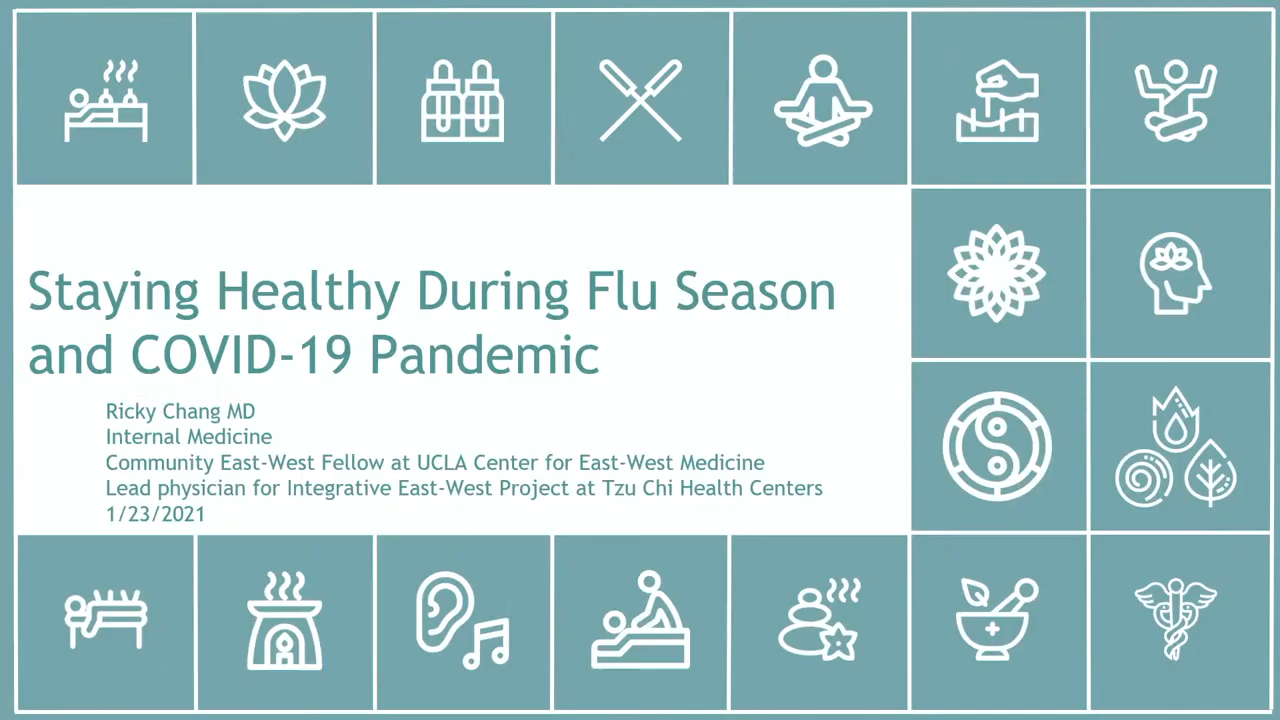 Staying Healthy During Flu Season
and COVID-19 Pandemic
Ricky Chang MD
Internal Medicine
Community East-West Fellow at UCLA Center for East-West Medicine
Lead physician for Integrative East-West Project at Tzu Chi Health Centers
1/23/2021